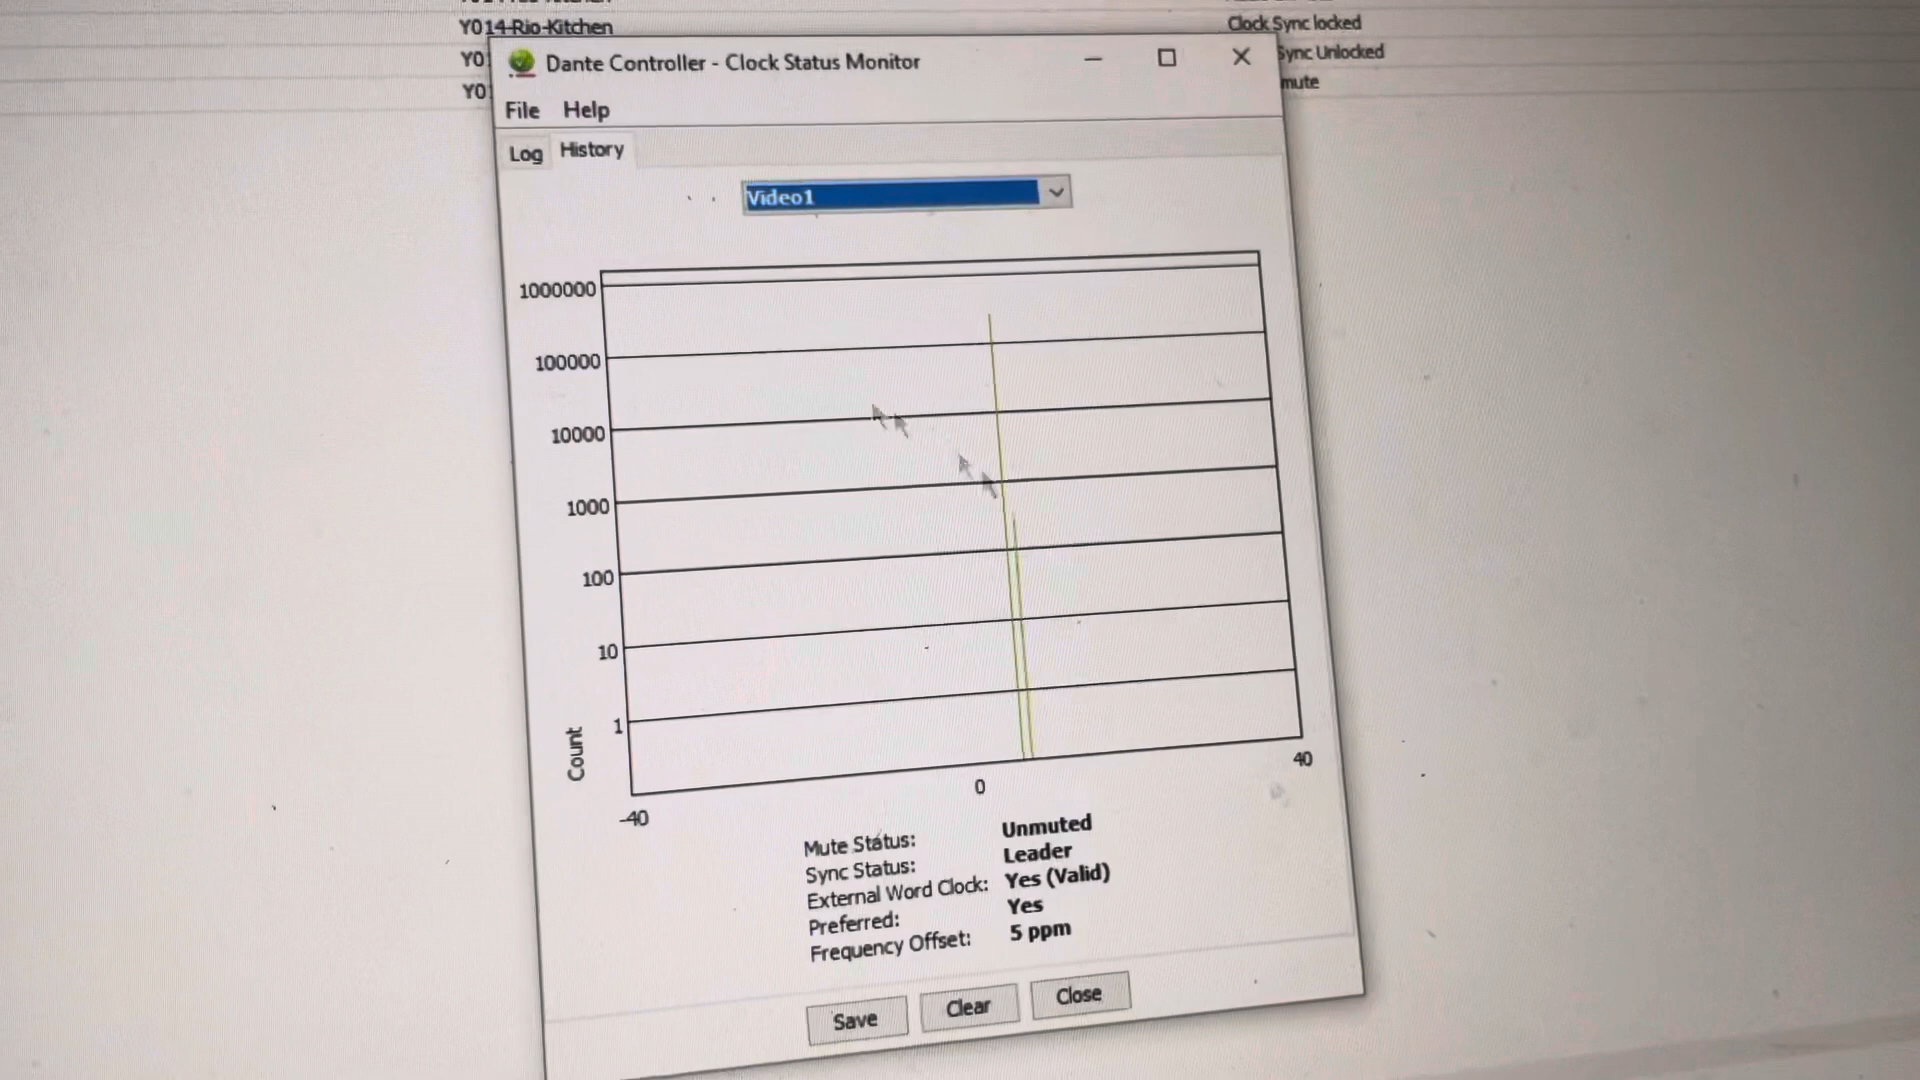 Y014-Rio-Kitchen
Clock Sync locked
Y0
Sync Unlocked
Y0
mute
Dante Controller - Clock Status Monitor
File Help
Log History
Video1
1000000
100000
10000
1000
100
10
1
Count
-40
0
40
Mute Status: Unmuted
Sync Status: Leader
External Word Clock: Yes (Valid)
Preferred: Yes
Frequency Offset: 5 ppm
Save Clear Close